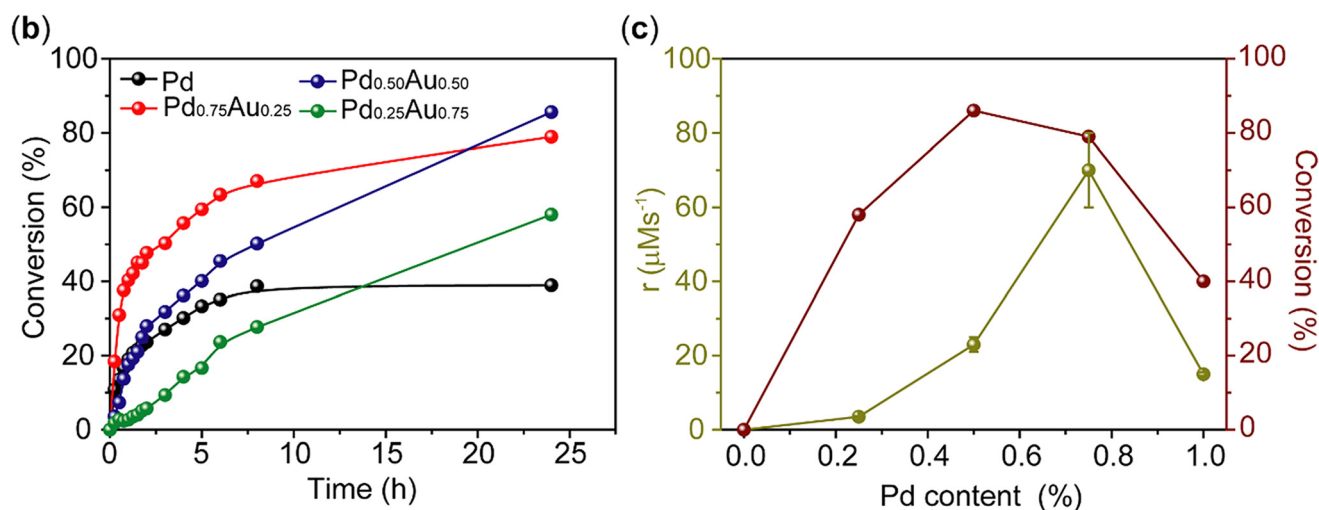 (b)
100
80
60
40
20
0
Conversion (%)
Pd
Pd0.75Au0.25
Pd0.50Au0.50
Pd0.25Au0.75
0 5 10 15 20 25
Time (h)
(c)
100
80
60
40
20
0
r (μMs⁻¹)
0.0 0.2 0.4 0.6 0.8 1.0
Pd content (%)
100
80
60
40
20
0
Conversion (%)